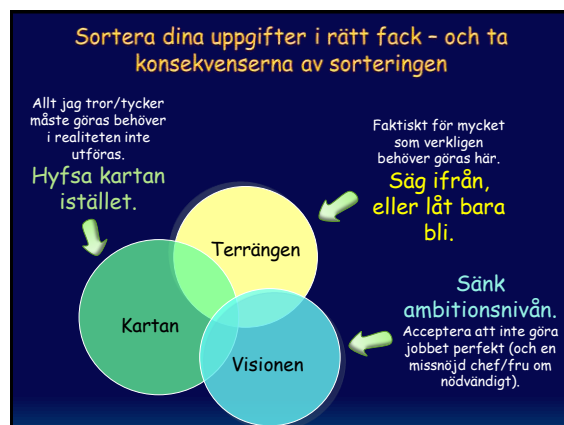 Sortera dina uppgifter i rätt fack – och ta
konsekvenserna av sorteringen
Allt jag tror/tycker
måste göras behöver
i realiteten inte
utföras.
Hyfsa kartan
istället.
Faktiskt för mycket
som verkligen
behöver göras här.
Säg ifrån,
eller låt bara
bli.
Terrängen
Kartan
Visionen
Sänk
ambitionsnivån.
Acceptera att inte göra
jobbet perfekt (och en
missnöjd chef/fru om
nödvändigt).